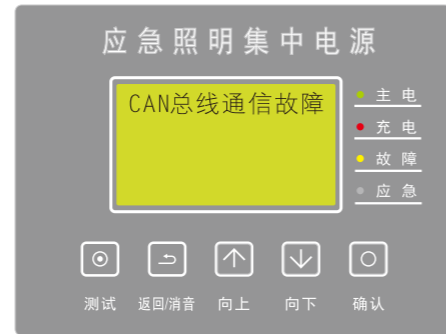 应急照明集中电源
CAN总线通信故障
主电
充电
故障
应急
测试 返回/消音 向上 向下 确认